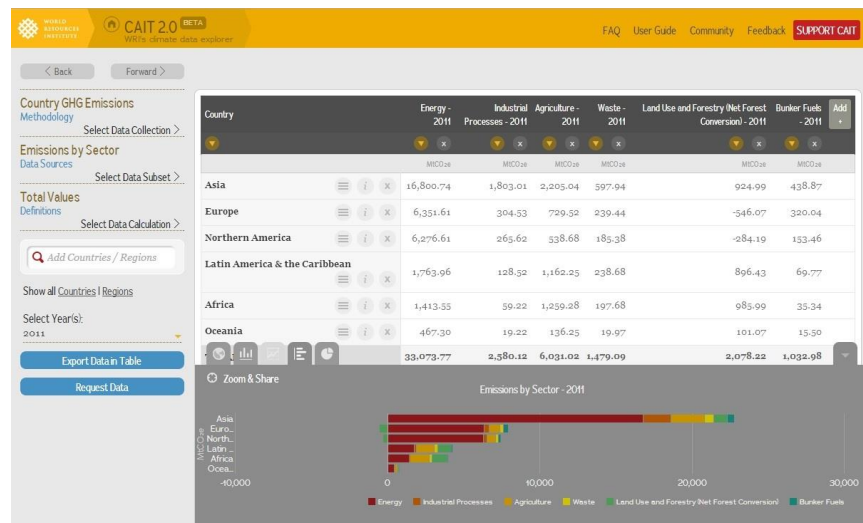 WORLD RESOURCES INSTITUTE
CAIT 2.0 BETA
WRI's climate data explorer
FAQ User Guide Community Feedback SUPPORT CAIT
< Back Forward >
Country GHG Emissions
Methodology
Select Data Collection >
Emissions by Sector
Data Sources
Select Data Subset >
Total Values
Definitions
Select Data Calculation >
Add Countries / Regions
Show all Countries | Regions
Select Year(s):
2011
Export Data in Table
Request Data
Country Energy - 2011 Industrial Processes - 2011 Agriculture - 2011 Waste - 2011 Land Use and Forestry (Net Forest Conversion) - 2011 Bunker Fuels - 2011 Add +
x x x x x x
MtCO2e MtCO2e MtCO2e MtCO2e MtCO2e MtCO2e
Asia i x 16,800.74 1,803.01 2,205.04 597.94 924.99 438.87
Europe i x 6,351.61 304.53 729.52 239.44 -546.07 320.04
Northern America i x 6,276.61 265.62 538.68 185.38 -284.19 153.46
Latin America & the Caribbean i x 1,763.96 128.52 1,162.25 238.68 896.43 69.77
Africa i x 1,413.55 59.22 1,259.28 197.68 985.99 35.34
Oceania i x 467.30 19.22 136.25 19.97 101.07 15.50
33,073.77 2,580.12 6,031.02 1,479.09 2,078.22 1,032.98
Zoom & Share
Emissions by Sector - 2011
MtCO2e
Asia
Euro...
North...
Latin ...
Africa
Ocea...
-10,000 0 10,000 20,000 30,000
Energy Industrial Processes Agriculture Waste Land Use and Forestry (Net Forest Conversion) Bunker Fuels